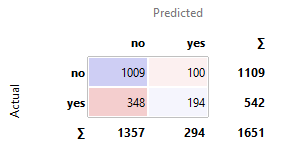 Predicted
no yes ∑
no 1009 100 1109
Actual
yes 348 194 542
∑ 1357 294 1651